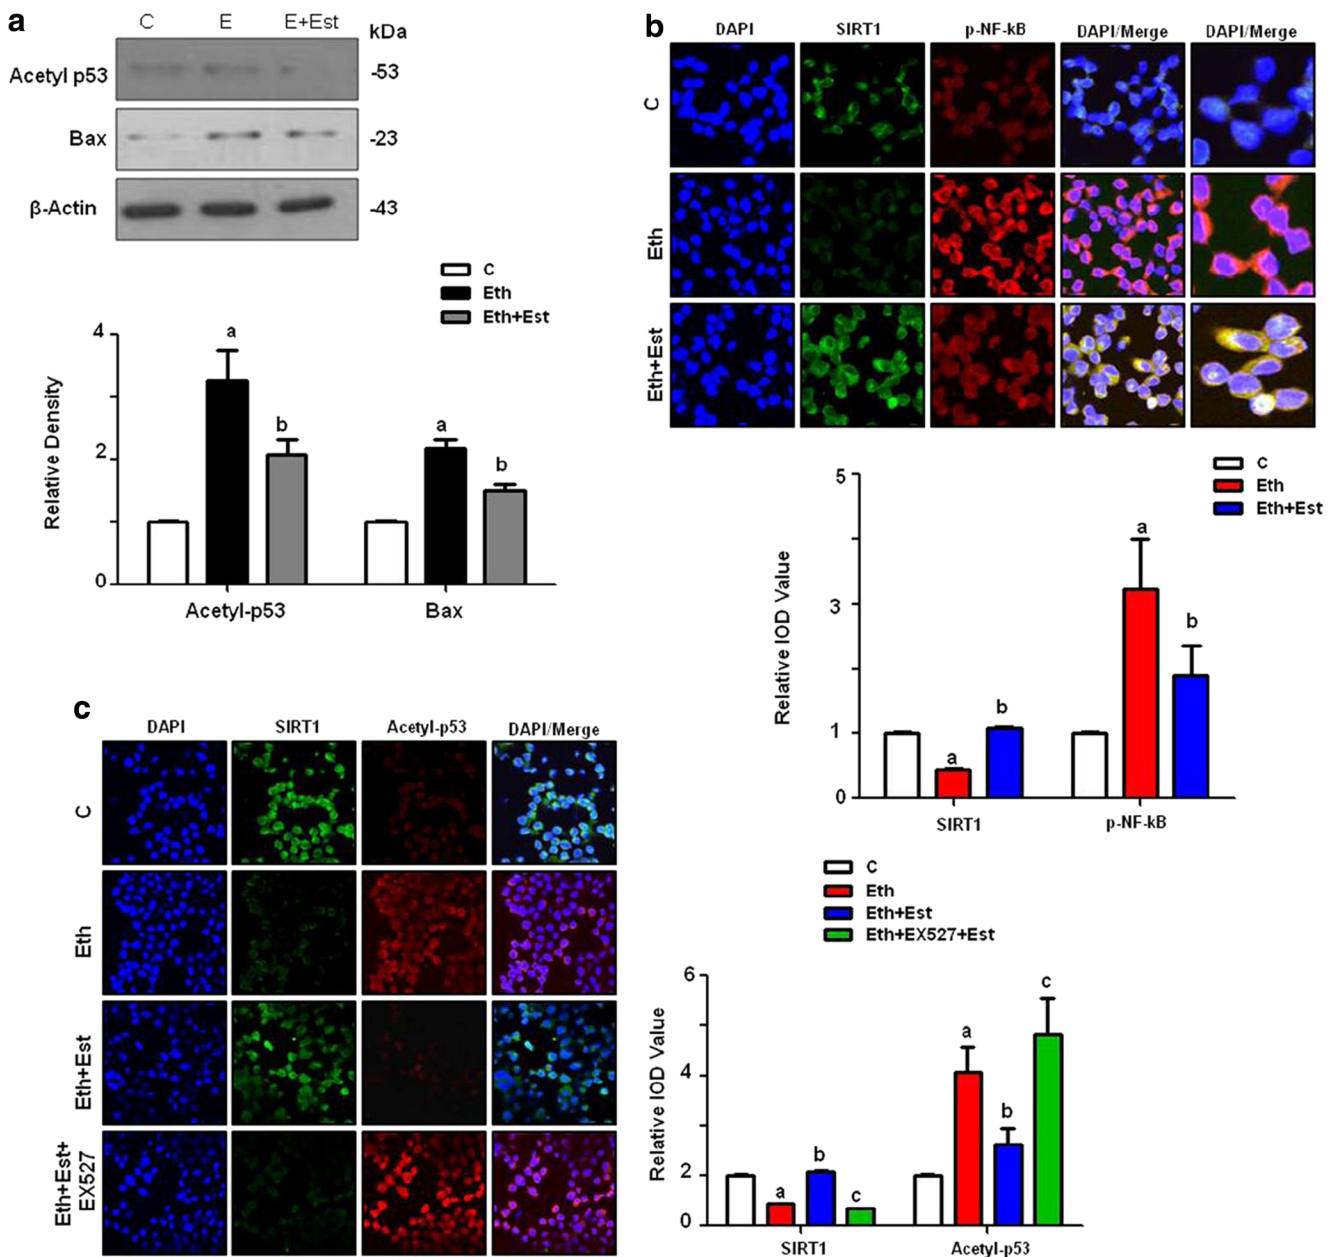 a
C E E+Est
kDa
Acetyl p53 -53
Bax -23
β-Actin -43
C
Eth
Eth+Est
4
2
0
Relative Density
a
b
a
b
Acetyl-p53 Bax
b
DAPI SIRT1 p-NF-kB DAPI/Merge DAPI/Merge
C
Eth
Eth+Est
C
Eth
Eth+Est
5
3
1
0
Relative IOD Value
a
b
a
b
SIRT1 p-NF-kB
c
DAPI SIRT1 Acetyl-p53 DAPI/Merge
C
Eth
Eth+Est
Eth+Est+
EX527
C
Eth
Eth+Est
Eth+EX527+Est
6
4
2
0
Relative IOD Value
a
b
c
a
b
c
SIRT1 Acetyl-p53